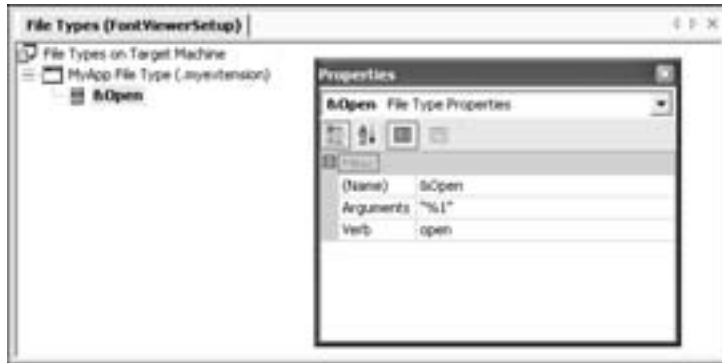 File Types (FontViewerSetup)
File Types on Target Machine
MyApp File Type (.myextension)
&Open
Properties
&Open File Type Properties
Misc
(Name) &Open
Arguments "%1"
Verb open